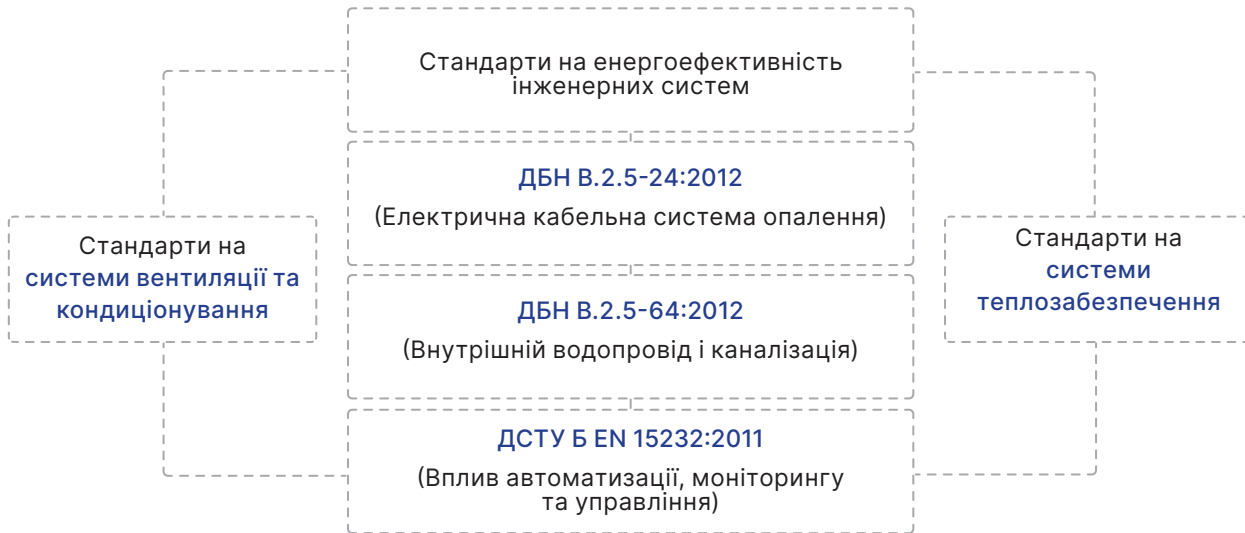 Стандарти на енергоефективність
інженерних систем
ДБН В.2.5-24:2012
(Електрична кабельна система опалення)
Стандарти на
системи вентиляції та
кондиціонування
Стандарти на
системи
теплозабезпечення
ДБН В.2.5-64:2012
(Внутрішній водопровід і каналізація)
ДСТУ Б EN 15232:2011
(Вплив автоматизації, моніторингу
та управління)